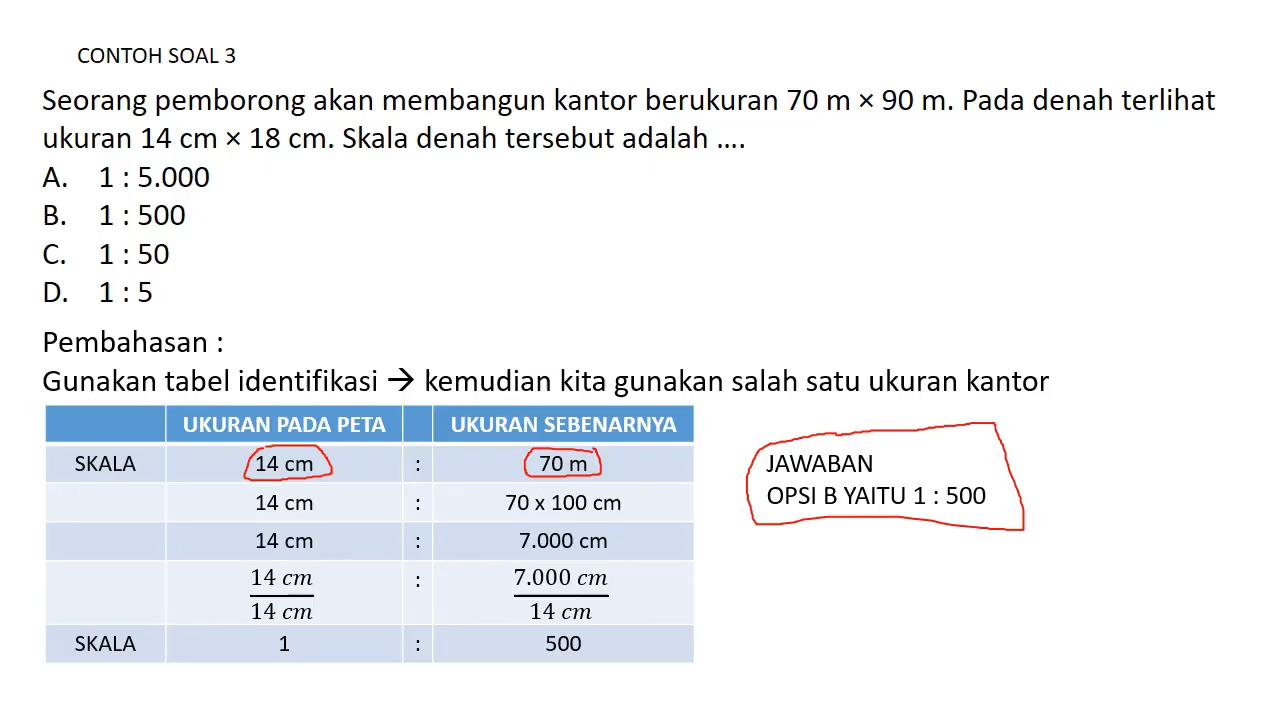 CONTOH SOAL 3
Seorang pemborong akan membangun kantor berukuran 70 m × 90 m. Pada denah terlihat
ukuran 14 cm × 18 cm. Skala denah tersebut adalah ….
A. 1 : 5.000
B. 1 : 500
C. 1 : 50
D. 1 : 5
Pembahasan :
Gunakan tabel identifikasi → kemudian kita gunakan salah satu ukuran kantor
UKURAN PADA PETA UKURAN SEBENARNYA
SKALA 14 cm : 70 m
14 cm : 70 x 100 cm
14 cm : 7.000 cm
14 cm : 7.000 cm
14 cm 14 cm
SKALA 1 : 500
JAWABAN
OPSI B YAITU 1 : 500